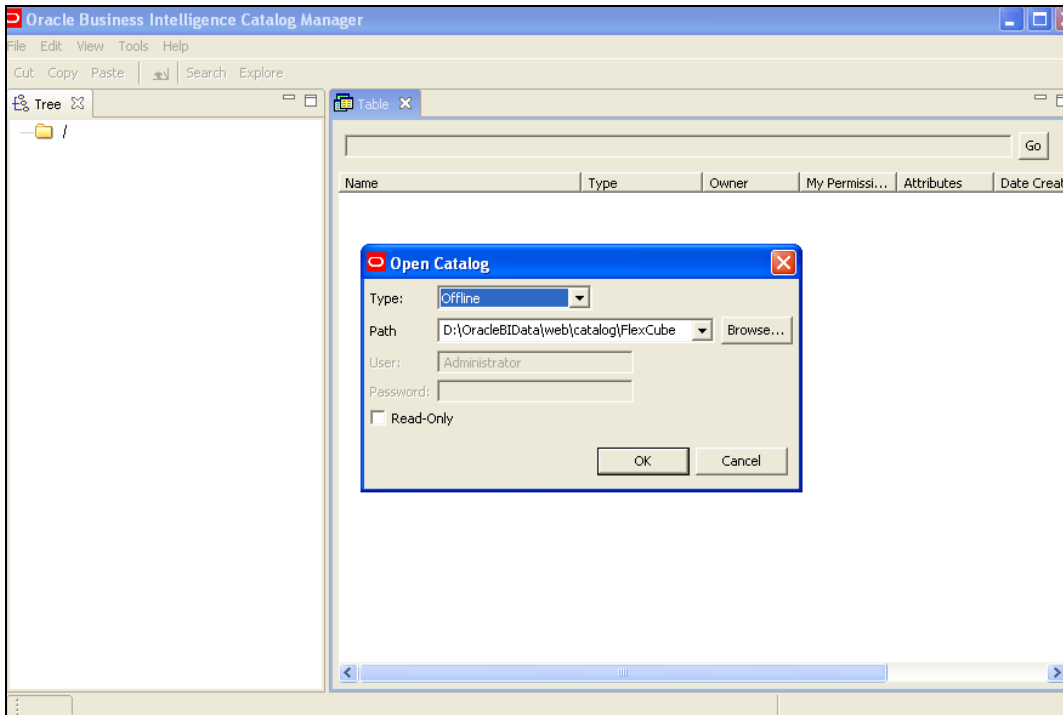 Oracle Business Intelligence Catalog Manager
File Edit View Tools Help
Cut Copy Paste Search Explore
Tree
/
Table
Go
Name Type Owner My Permissi... Attributes Date Creat
Open Catalog
Type: Offline
Path D:\OracleBIData\web\catalog\FlexCube Browse...
User: Administrator
Password:
Read-Only
OK Cancel